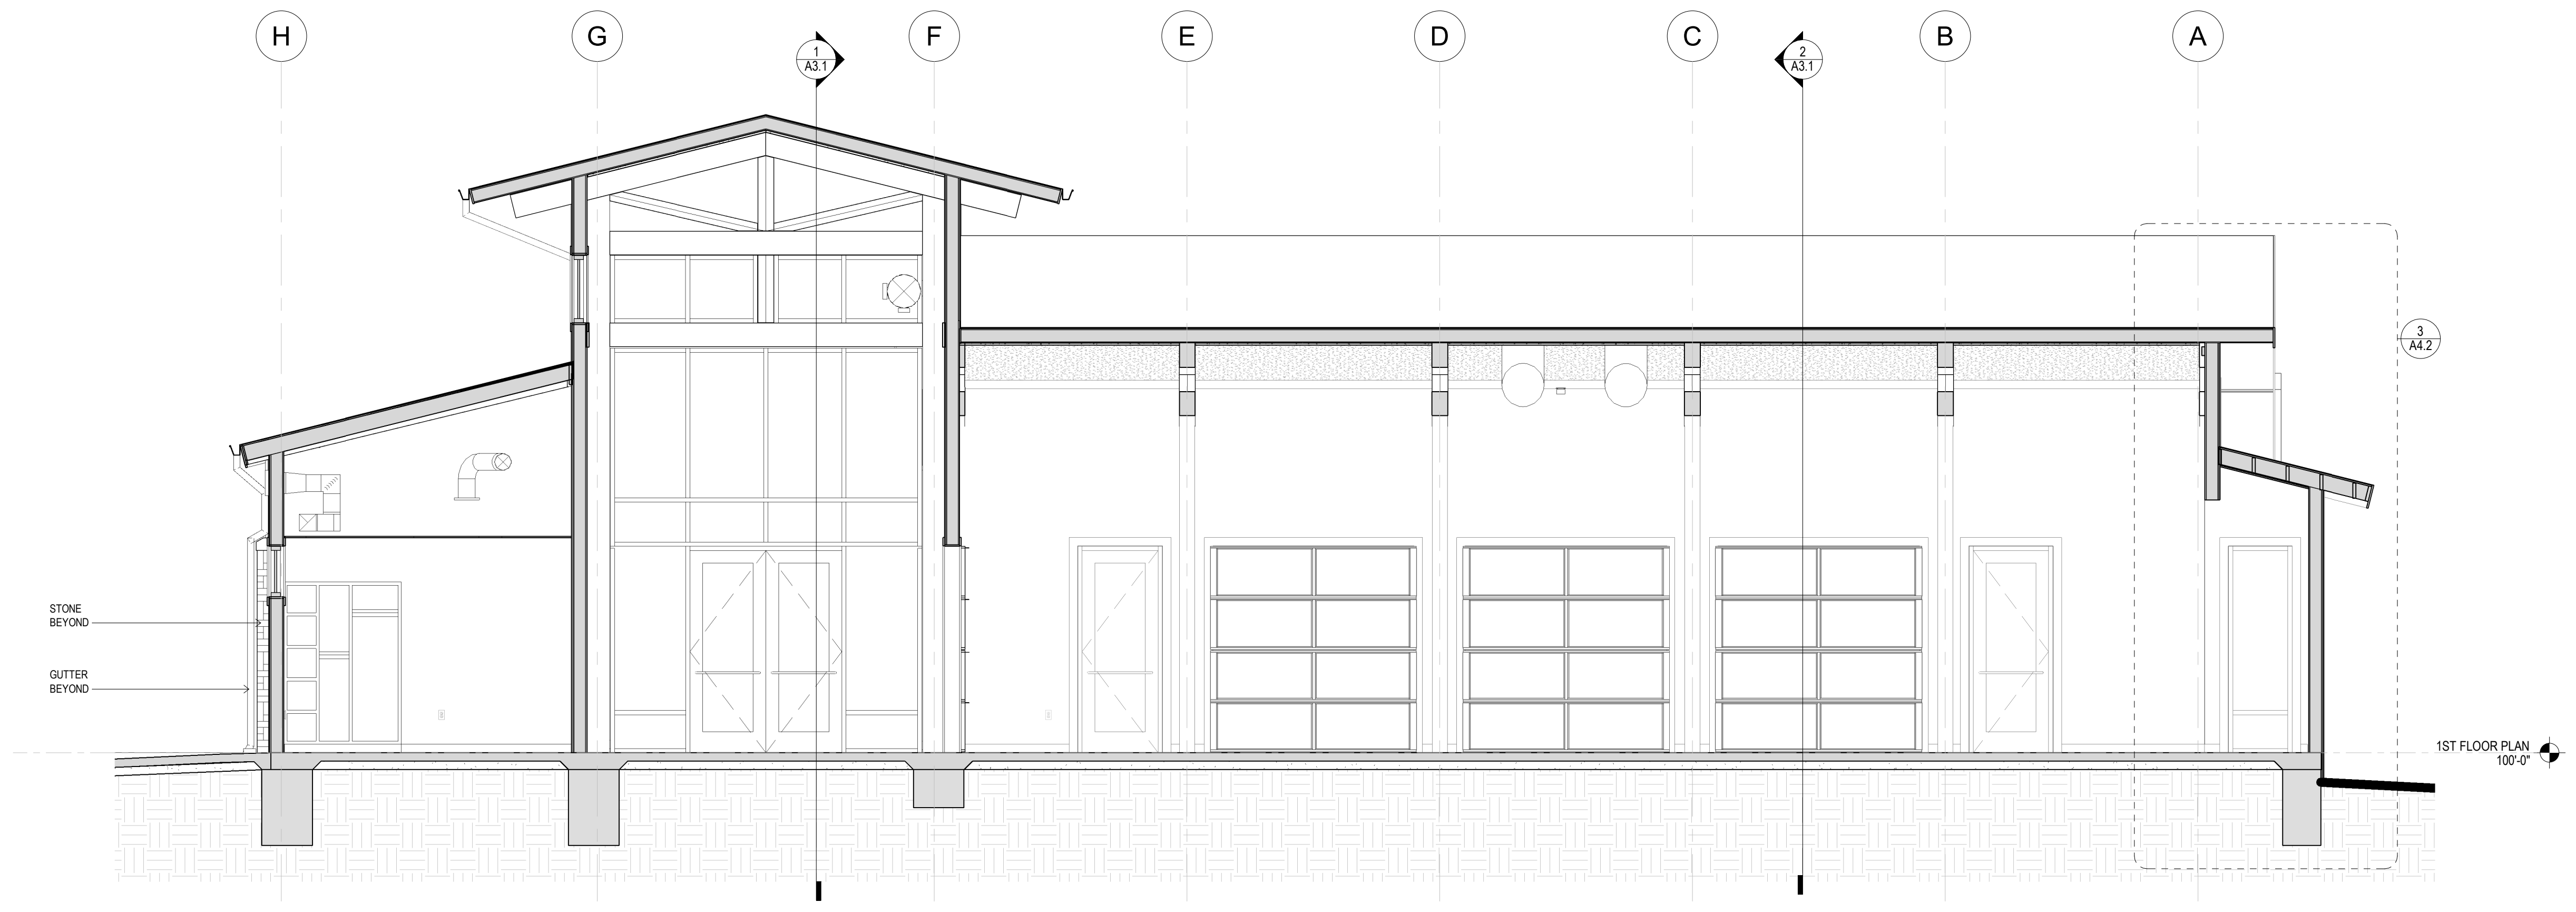 H
G
F
E
D
C
B
A
1
A3.1
2
A3.1
3
A4.2
STONE
BEYOND
GUTTER
BEYOND
1ST FLOOR PLAN
100'-0"